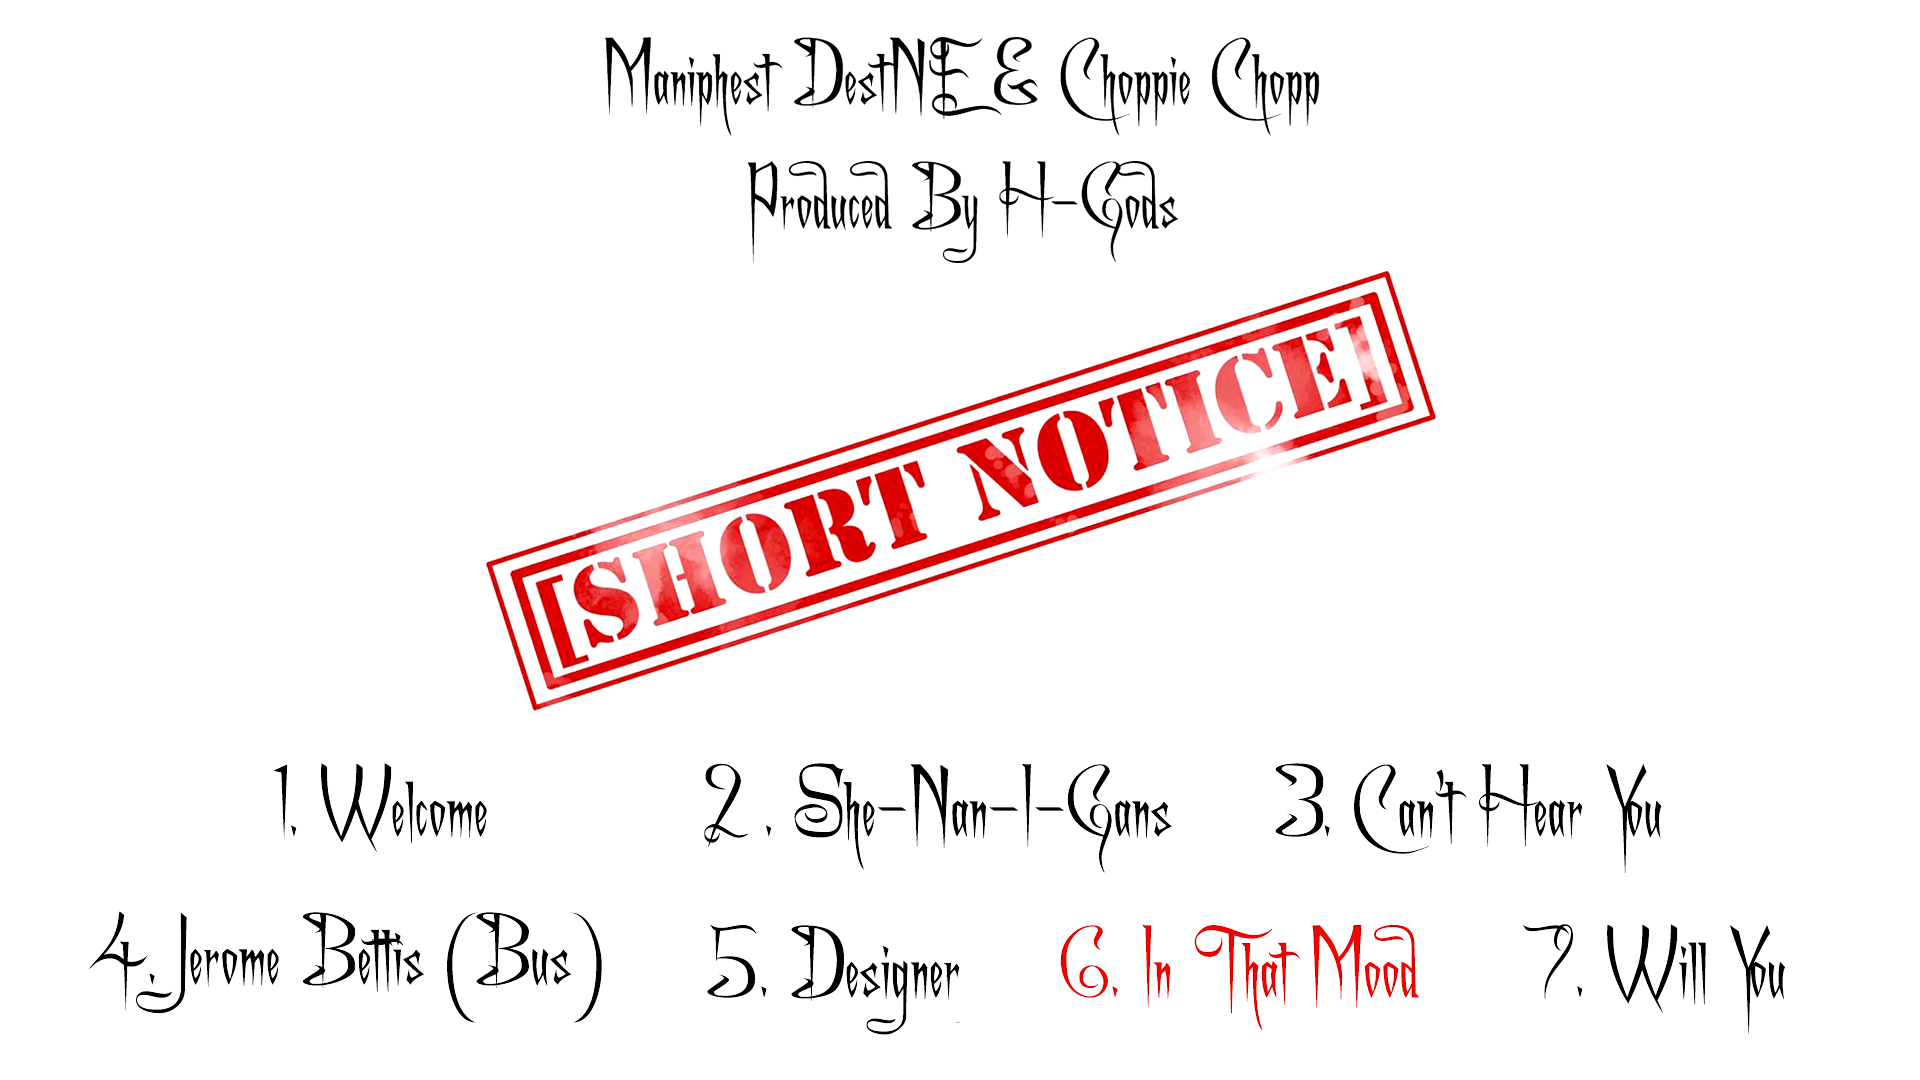 Maniphest DestNE & Choppie Chopp
Produced By H-Gods
[SHORT NOTICE]
1. Welcome
2. She-Nan-I-Gans
3. Can't Hear You
4. Jerome Bettis (Bus)
5. Designer
6. In That Mood
7. Will You